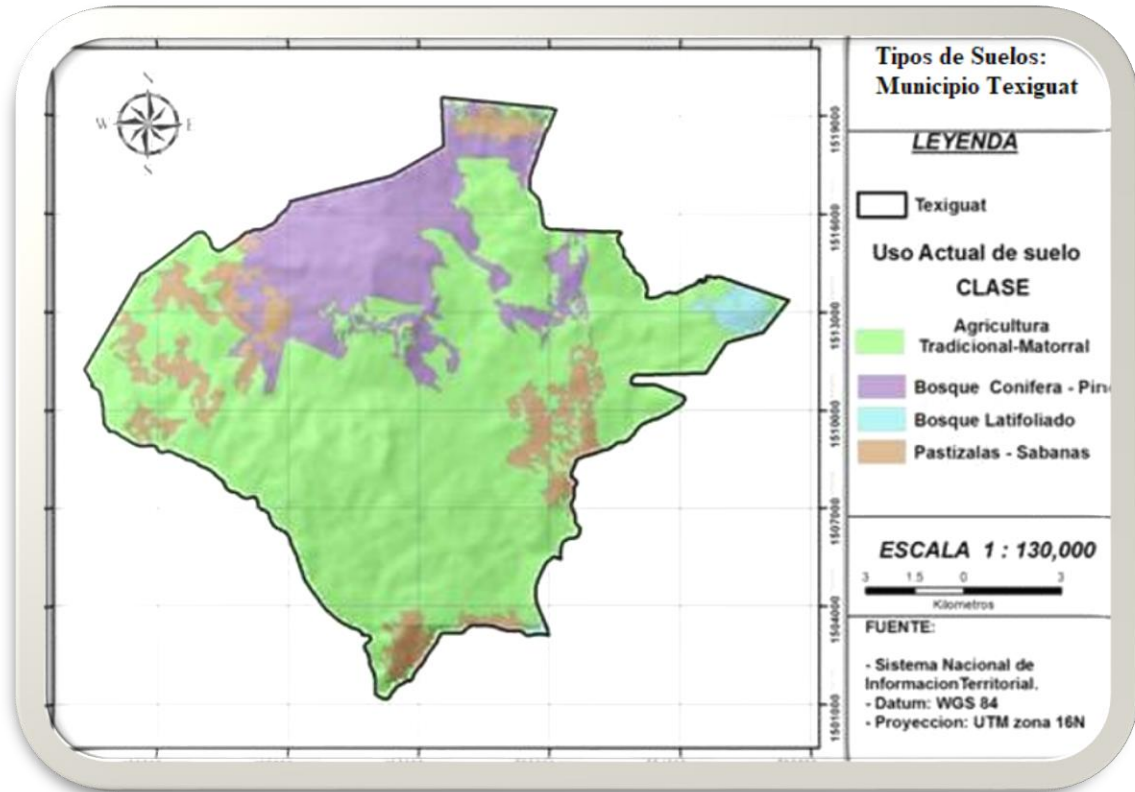 Tipos de Suelos:
Municipio Texiguat
LEYENDA
Texiguat
Uso Actual de suelo
CLASE
Agricultura
Tradicional-Matorral
Bosque Conifera - Pin
Bosque Latifoliado
Pastizalas - Sabanas
ESCALA 1 : 130,000
3 1.5 0 3
Kilometros
FUENTE:
- Sistema Nacional de
InformacionTerritorial.
- Datum: WGS 84
- Proyeccion: UTM zona 16N
N
W E
S
1519000
1516000
1513000
1510000
1507000
1504000
1501000